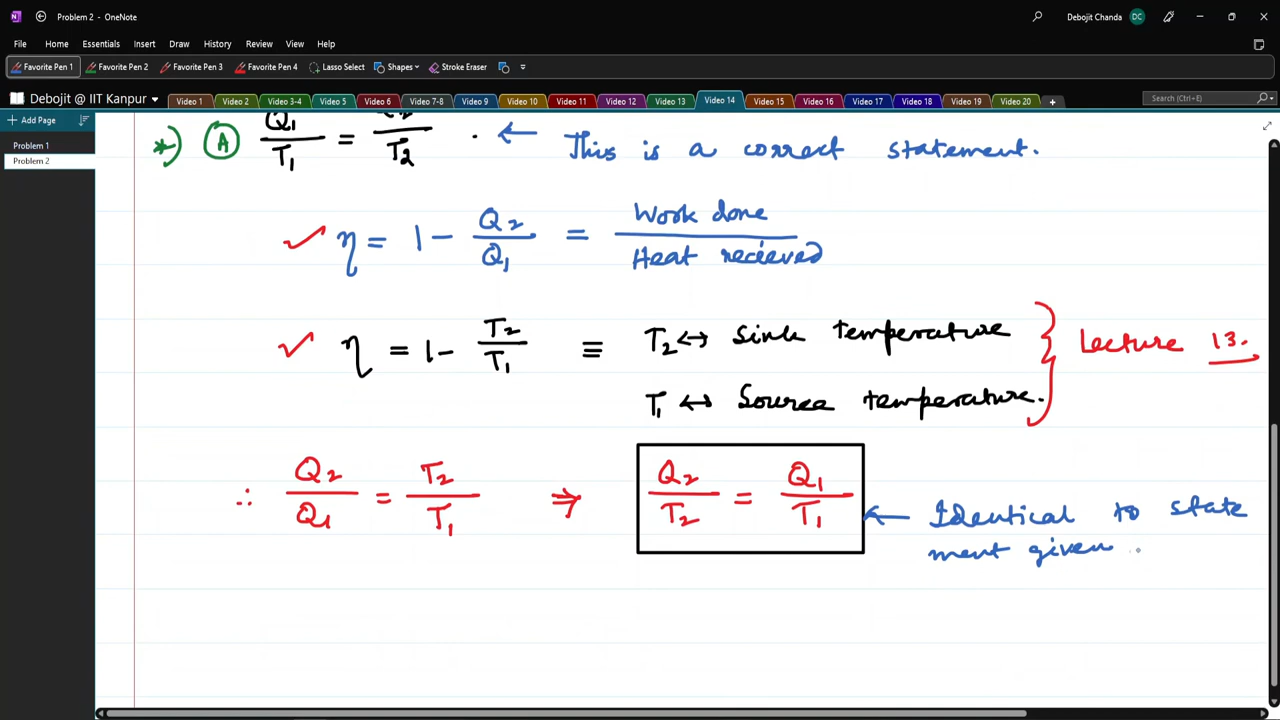 Problem 2 - OneNote
Debojit Chanda DC
File Home Essentials Insert Draw History Review View Help
Favorite Pen 1 Favorite Pen 2 Favorite Pen 3 Favorite Pen 4 Lasso Select Shapes Stroke Eraser
Debojit @ IIT Kanpur
Video 1 Video 2 Video 3-4 Video 5 Video 6 Video 7-8 Video 9 Video 10 Video 11 Video 12 Video 13 Video 14 Video 15 Video 16 Video 17 Video 18 Video 19 Video 20 +
Search (Ctrl+E)
Add Page
Problem 1
Problem 2
*) A Q1/T1 = Q2/T2 . ← This is a correct statement.
✓ η = 1 - Q2/Q1 = Work done / Heat recieved
✓ η = 1 - T2/T1 ≡ T2 ↔ Sink temperature
T1 ↔ Source temperature.
} Lecture 13.
∴ Q2/Q1 = T2/T1 ⇒ Q2/T2 = Q1/T1 ← Identical to state
ment given